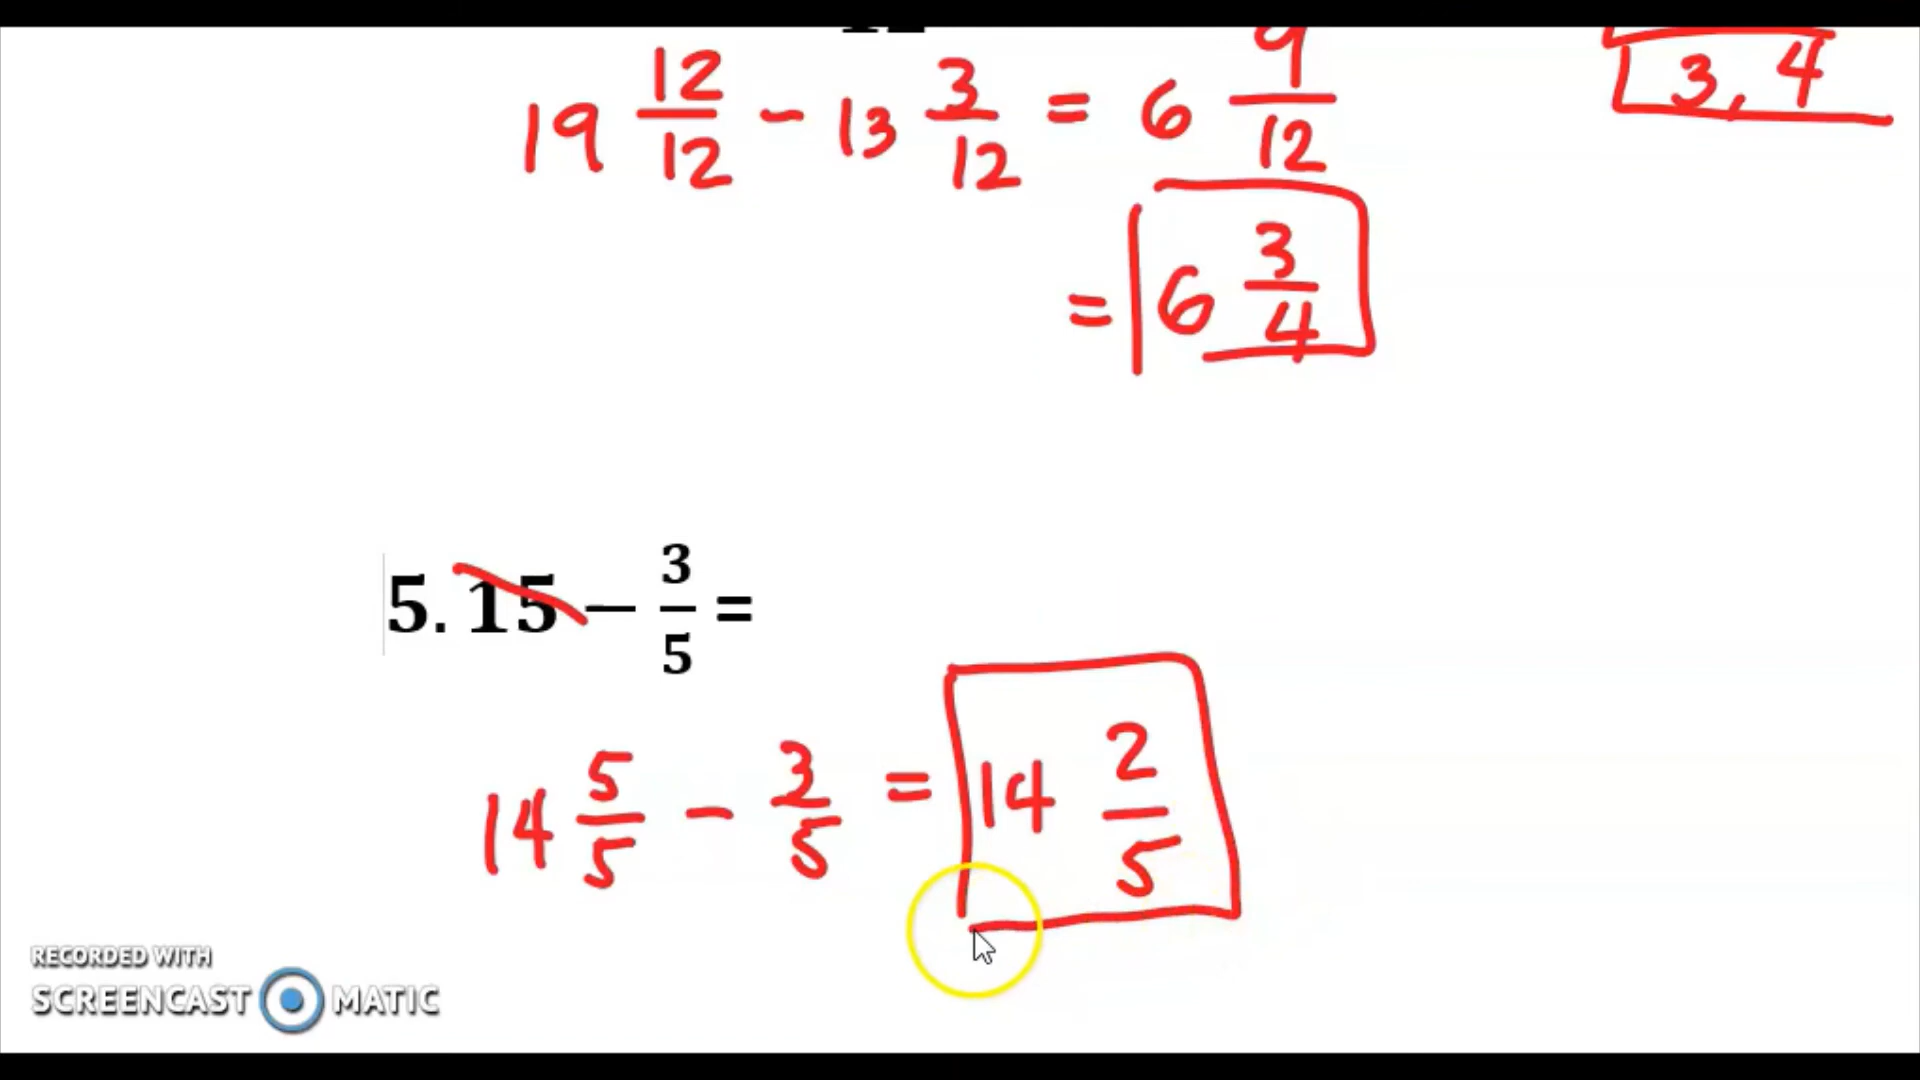 19 12/12 - 13 3/12 = 6 9/12
3, 4
= 6 3/4
5. 15 − 3/5 =
14 5/5 - 3/5 = 14 2/5
RECORDED WITH
SCREENCAST MATIC